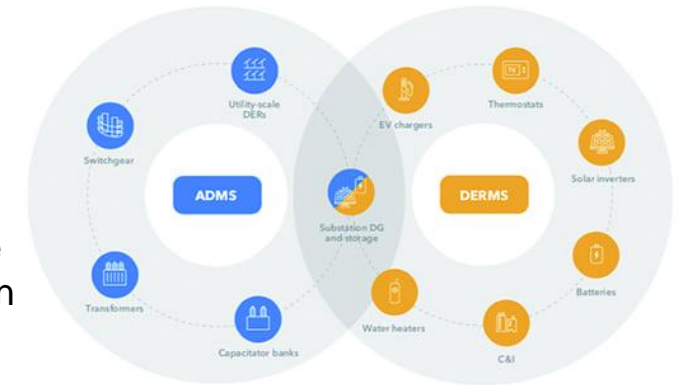 Utility-scale
DERs
Switchgear
ADMS
Transformers
Capacitator banks
Substation DG
and storage
EV chargers
Thermostats
Solar inverters
DERMS
Batteries
Water heaters
C&I